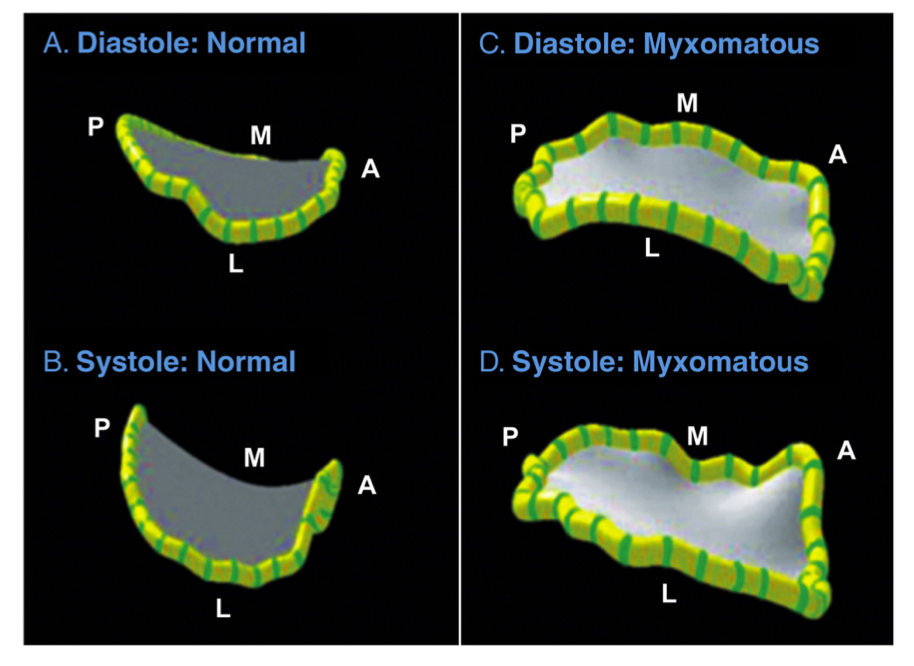 A. Diastole: Normal
P
M
A
L
B. Systole: Normal
P
M
A
L
C. Diastole: Myxomatous
M
P
A
L
D. Systole: Myxomatous
P
M
A
L